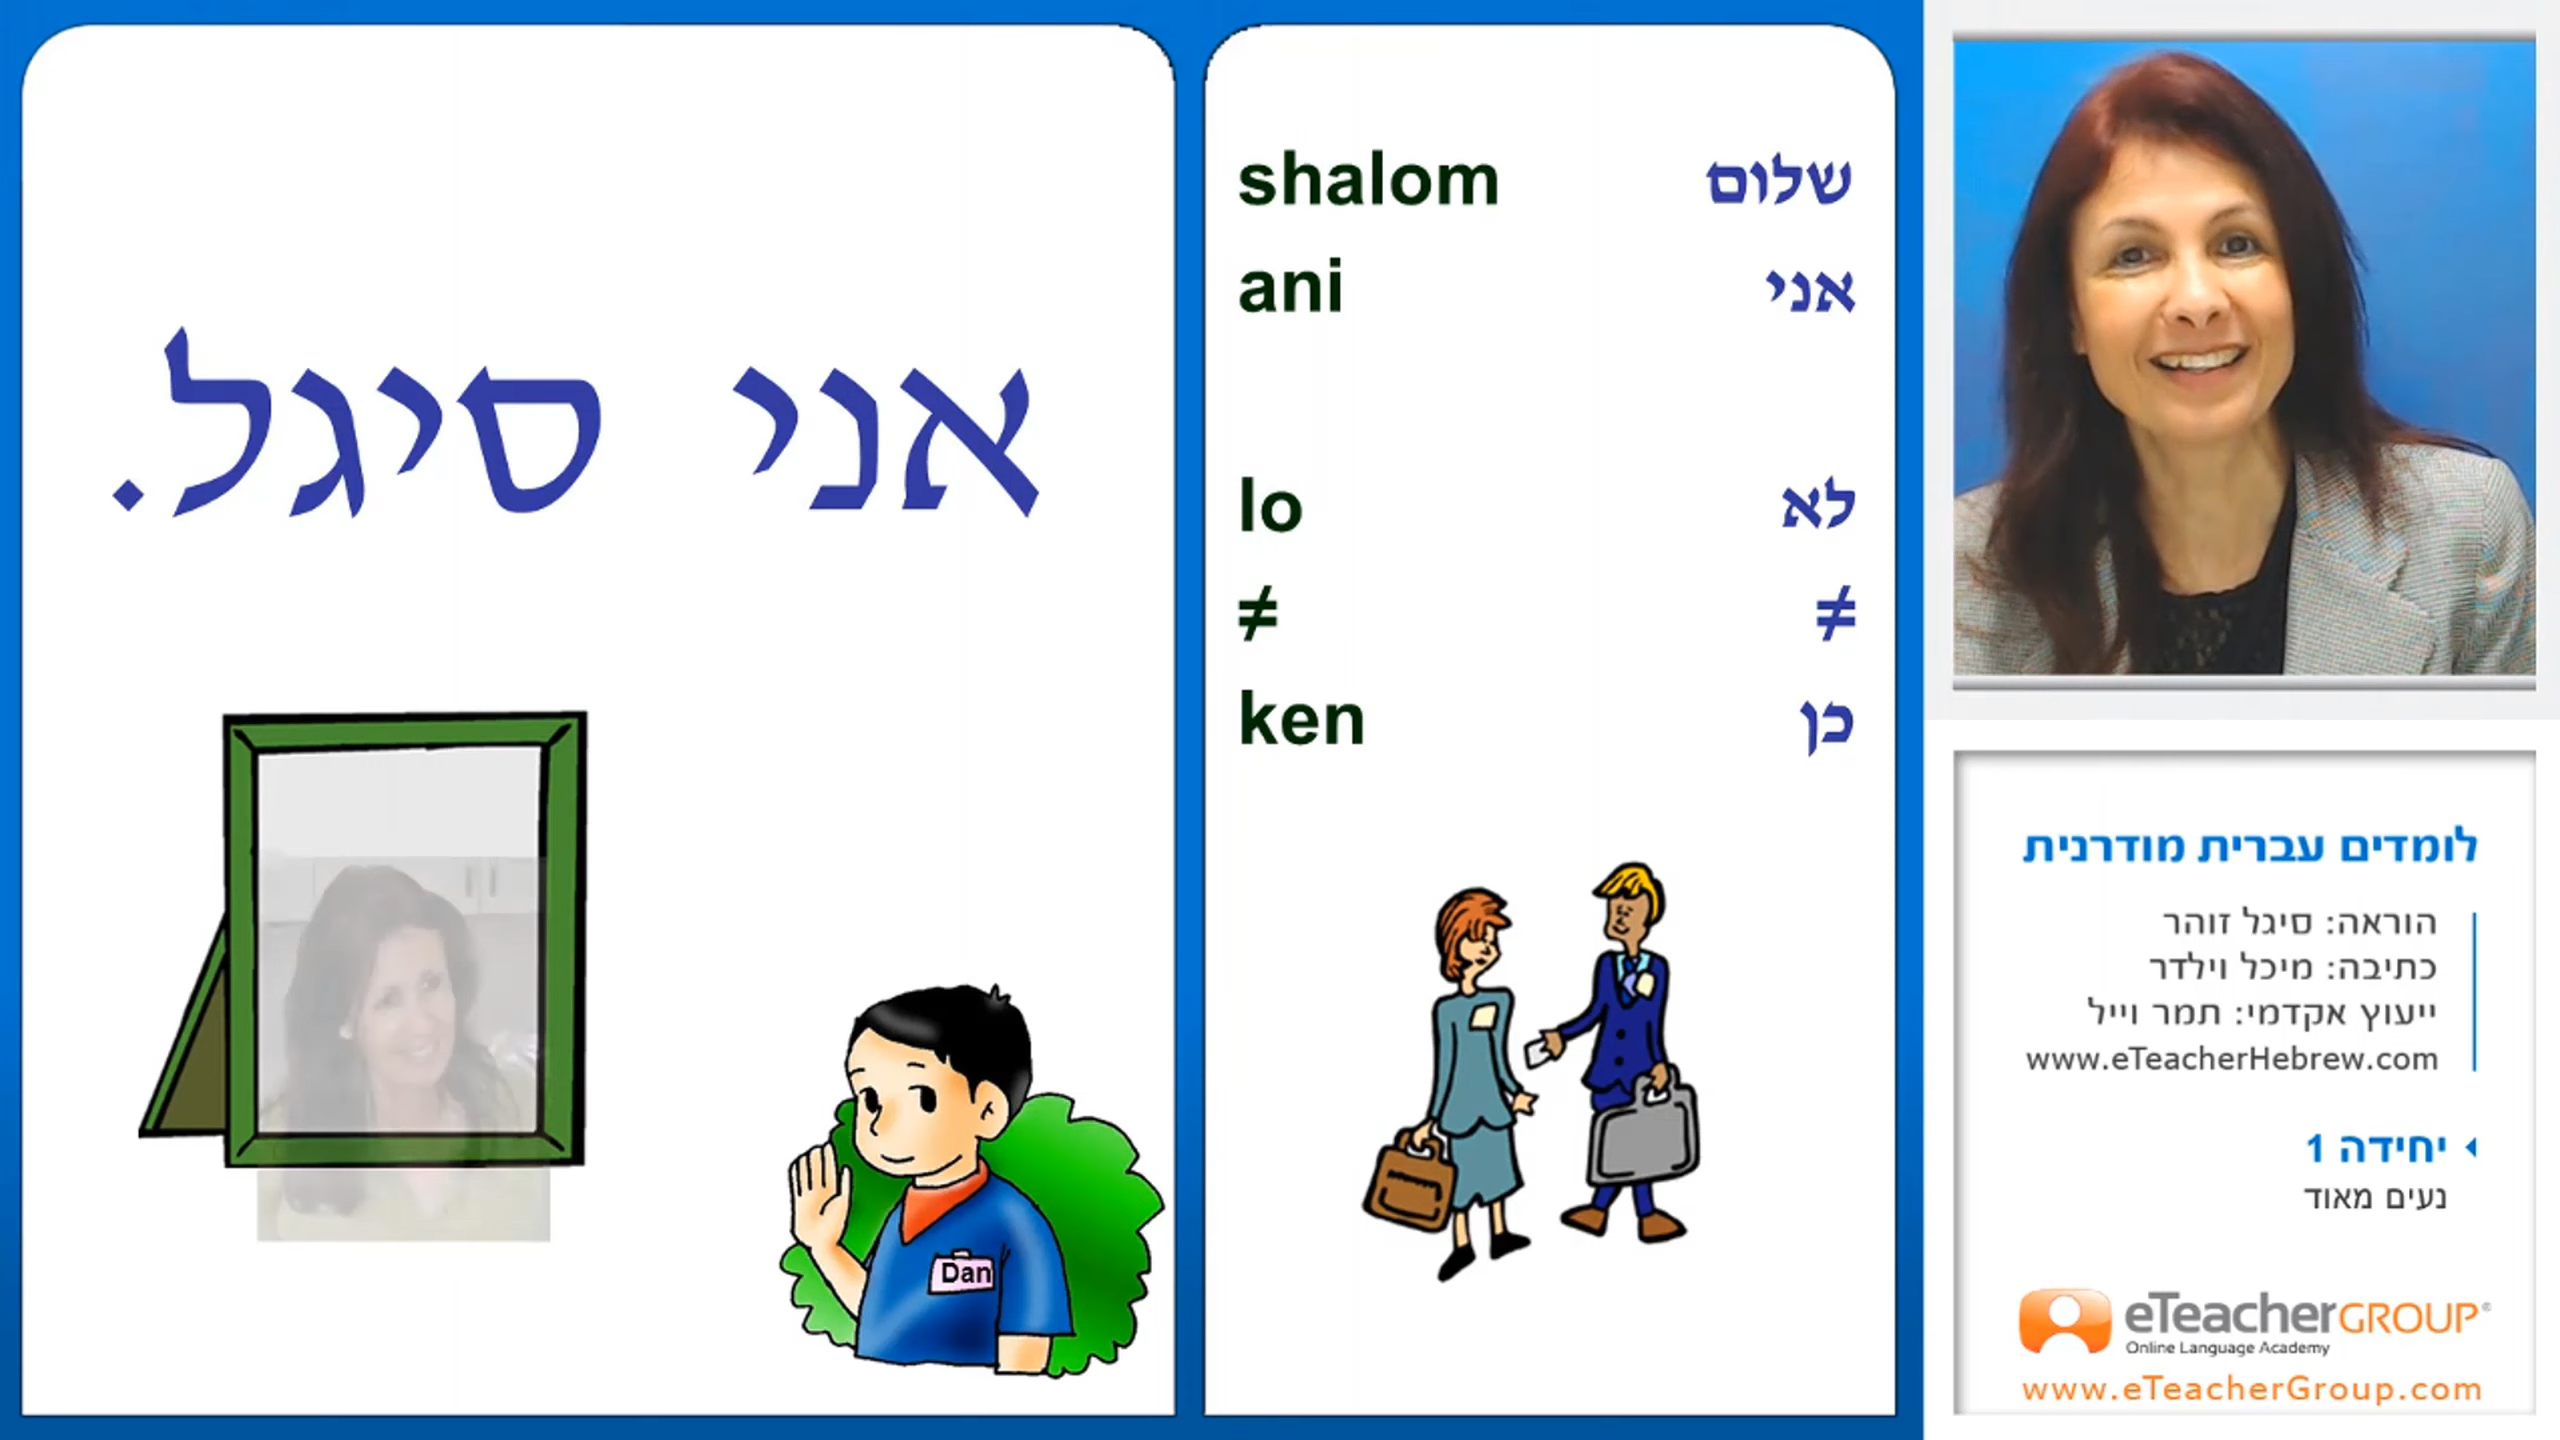 אני סיגל.
Dan
shalom שלום
ani אני
lo לא
≠ ≠
ken כן
לומדים עברית מודרנית
הוראה: סיגל זוהר
כתיבה: מיכל וילדר
ייעוץ אקדמי: תמר וייל
www.eTeacherHebrew.com
יחידה 1
נעים מאוד
eTeacherGROUP®
Online Language Academy
www.eTeacherGroup.com